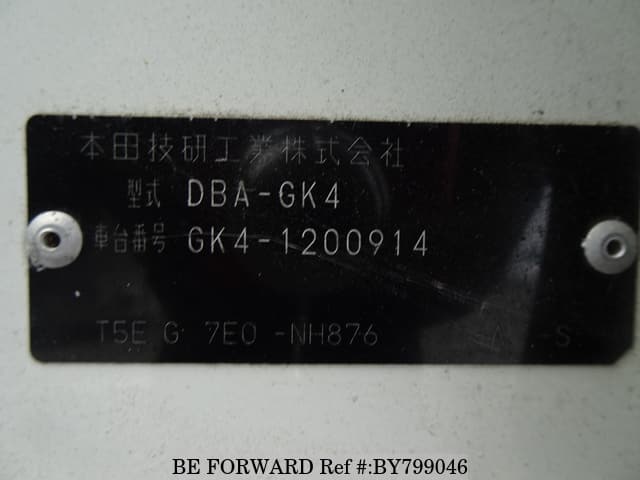 本田技研工業株式会社
型式 DBA-GK4
車台番号 GK4-1200914
T5E G 7E0 -NH876 -S
BE FORWARD Ref #:BY799046